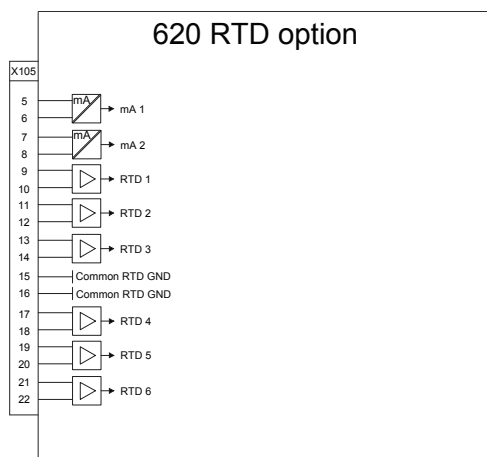 620 RTD option
X105
5
mA
mA 1
6
7
mA
mA 2
8
9
RTD 1
10
11
RTD 2
12
13
RTD 3
14
15 Common RTD GND
16 Common RTD GND
17
RTD 4
18
19
RTD 5
20
21
RTD 6
22